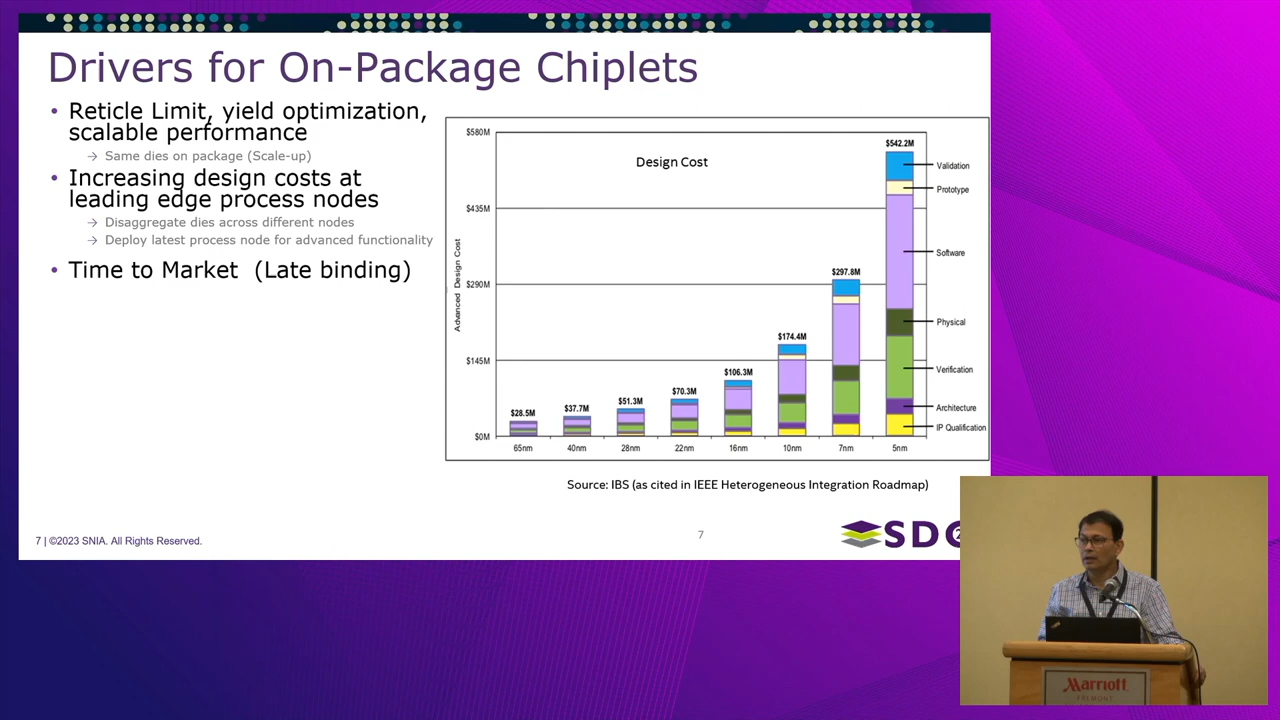 Drivers for On-Package Chiplets
• Reticle Limit, yield optimization,
scalable performance
→ Same dies on package (Scale-up)
• Increasing design costs at
leading edge process nodes
→ Disaggregate dies across different nodes
→ Deploy latest process node for advanced functionality
• Time to Market (Late binding)
Design Cost
Advanced Design Cost
$580M
$435M
$290M
$145M
$0M
$28.5M
$37.7M
$51.3M
$70.3M
$106.3M
$174.4M
$297.8M
$542.2M
65nm
40nm
28nm
22nm
16nm
10nm
7nm
5nm
Validation
Prototype
Software
Physical
Verification
Architecture
IP Qualification
Source: IBS (as cited in IEEE Heterogeneous Integration Roadmap)
7 | ©2023 SNIA. All Rights Reserved.
7
SDC
Marriott
FREMONT